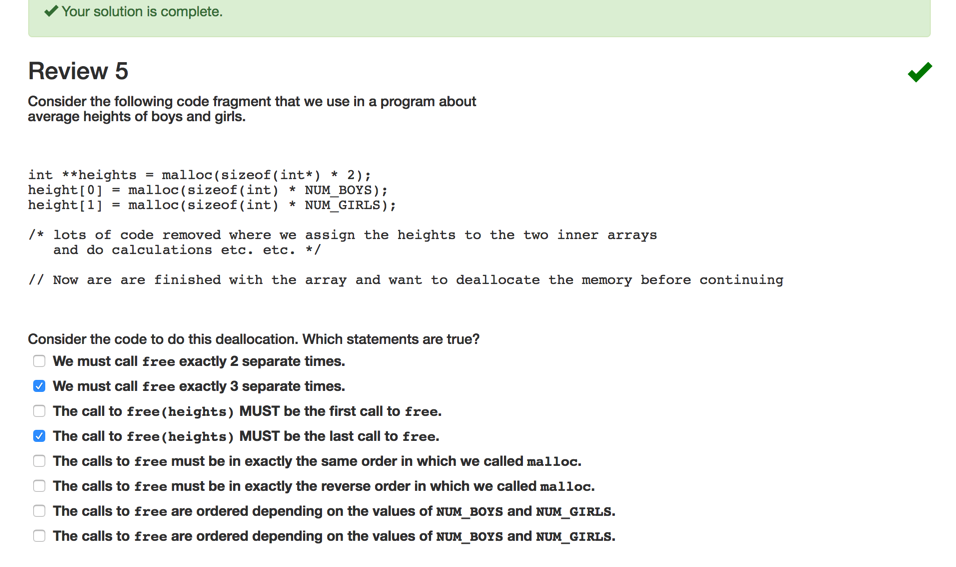 Your solution is complete.
Review 5
Consider the following code fragment that we use in a program about
average heights of boys and girls.
int **heights = malloc(sizeof(int*) * 2);
height[0] = malloc(sizeof(int) * NUM_BOYS);
height[1] = malloc(sizeof(int) * NUM_GIRLS);
/* lots of code removed where we assign the heights to the two inner arrays
and do calculations etc. etc. */
// Now are are finished with the array and want to deallocate the memory before continuing
Consider the code to do this deallocation. Which statements are true?
We must call free exactly 2 separate times.
We must call free exactly 3 separate times.
The call to free(heights) MUST be the first call to free.
The call to free(heights) MUST be the last call to free.
The calls to free must be in exactly the same order in which we called malloc.
The calls to free must be in exactly the reverse order in which we called malloc.
The calls to free are ordered depending on the values of NUM_BOYS and NUM_GIRLS.
The calls to free are ordered depending on the values of NUM_BOYS and NUM_GIRLS.